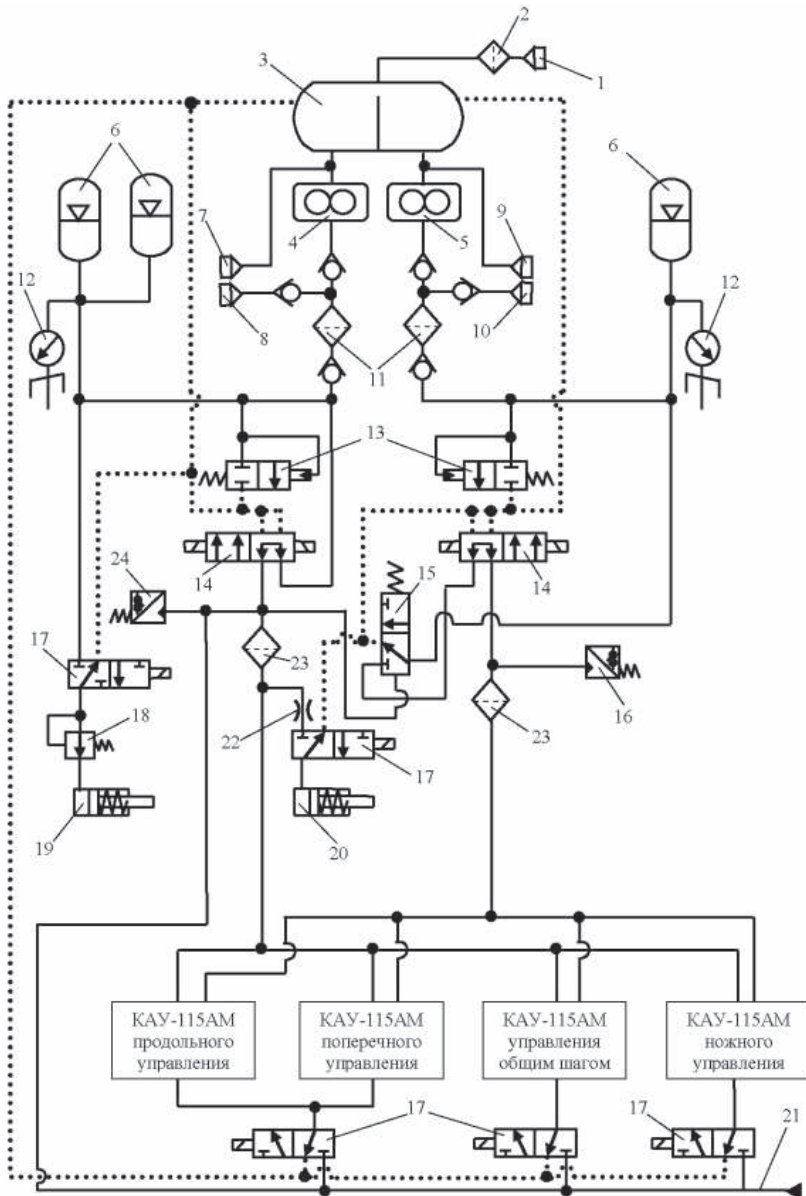 2
3
1
6
6
7
4
5
9
12
8
10
12
11
13
24
14
15
14
17
23
16
18
22
17
23
19
20
КАУ-115АМ
продольного
управления
КАУ-115АМ
поперечного
управления
КАУ-115АМ
управления
общим шагом
КАУ-115АМ
ножного
управления
17
17
21